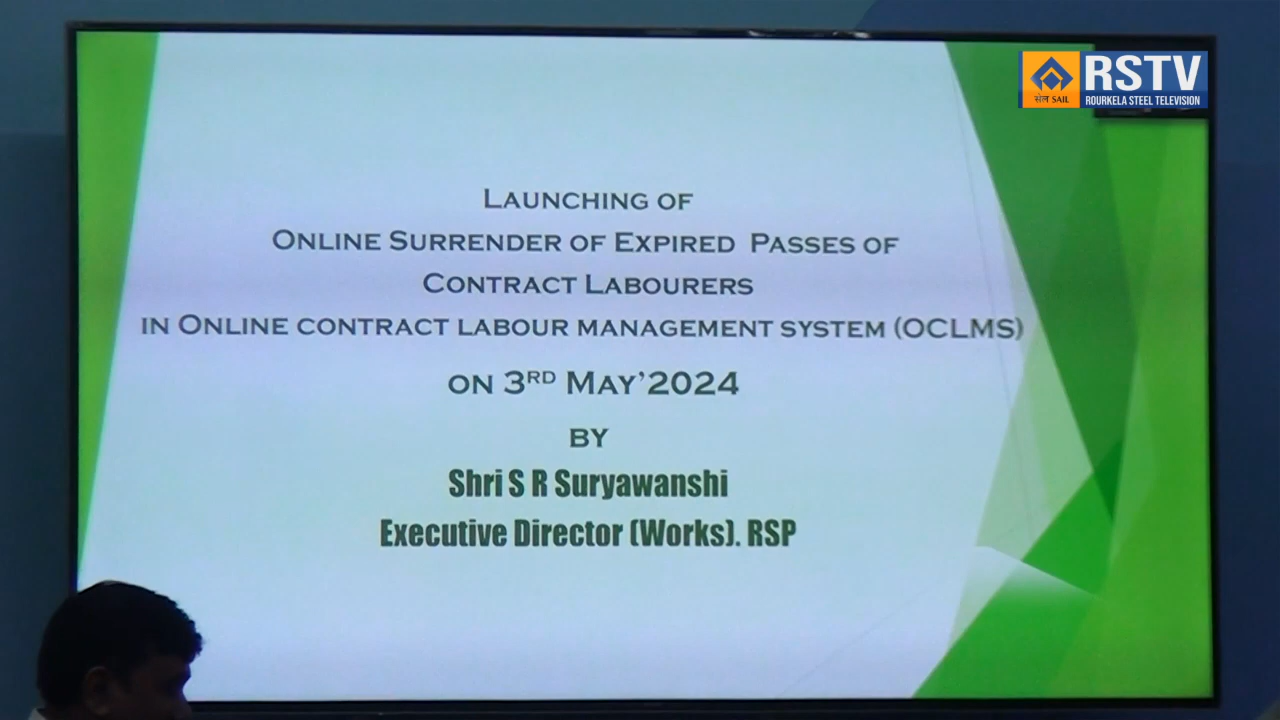 सेल SAIL
RSTV
ROURKELA STEEL TELEVISION
LAUNCHING OF
ONLINE SURRENDER OF EXPIRED PASSES OF
CONTRACT LABOURERS
IN ONLINE CONTRACT LABOUR MANAGEMENT SYSTEM (OCLMS)
ON 3RD MAY'2024
BY
Shri S R Suryawanshi
Executive Director (Works). RSP